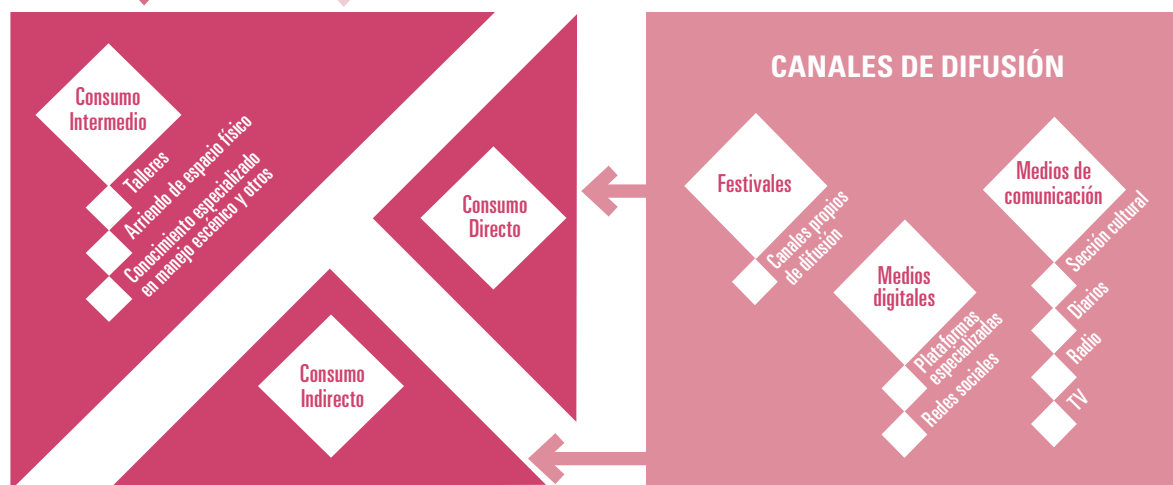 Consumo
Intermedio
Talleres
Arriendo de espacio físico
Conocimiento especializado
en manejo escénico y otros
Consumo
Directo
Consumo
Indirecto
CANALES DE DIFUSIÓN
Festivales
Canales propios
de difusión
Medios
digitales
Plataformas
especializadas
Redes sociales
Medios de
comunicación
Sección cultural
Diarios
Radio
TV